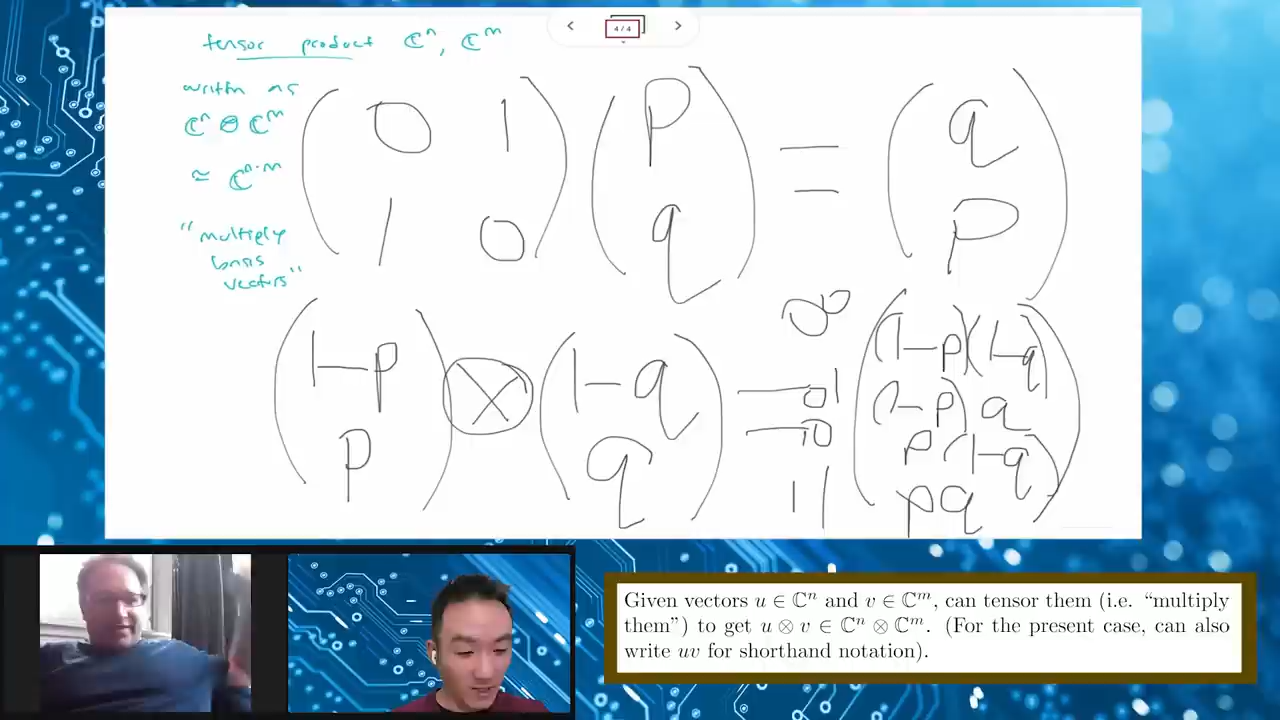 4/4
tensor product ℂⁿ, ℂᵐ
written as
ℂⁿ ⊗ ℂᵐ
≃ ℂⁿ·ᵐ
"multiply
basis
vectors"
( 0 1 ) ( p ) = ( q )
( 1 0 ) ( q ) ( p )
( 1-p ) ⊗ ( 1-q ) = 00 (1-p)(1-q)
01 (1-p) q
( p ) ( q ) 10 p(1-q)
11 pq
Given vectors u ∈ ℂⁿ and v ∈ ℂᵐ, can tensor them (i.e. “multiply
them”) to get u ⊗ v ∈ ℂⁿ ⊗ ℂᵐ. (For the present case, can also
write uv for shorthand notation).